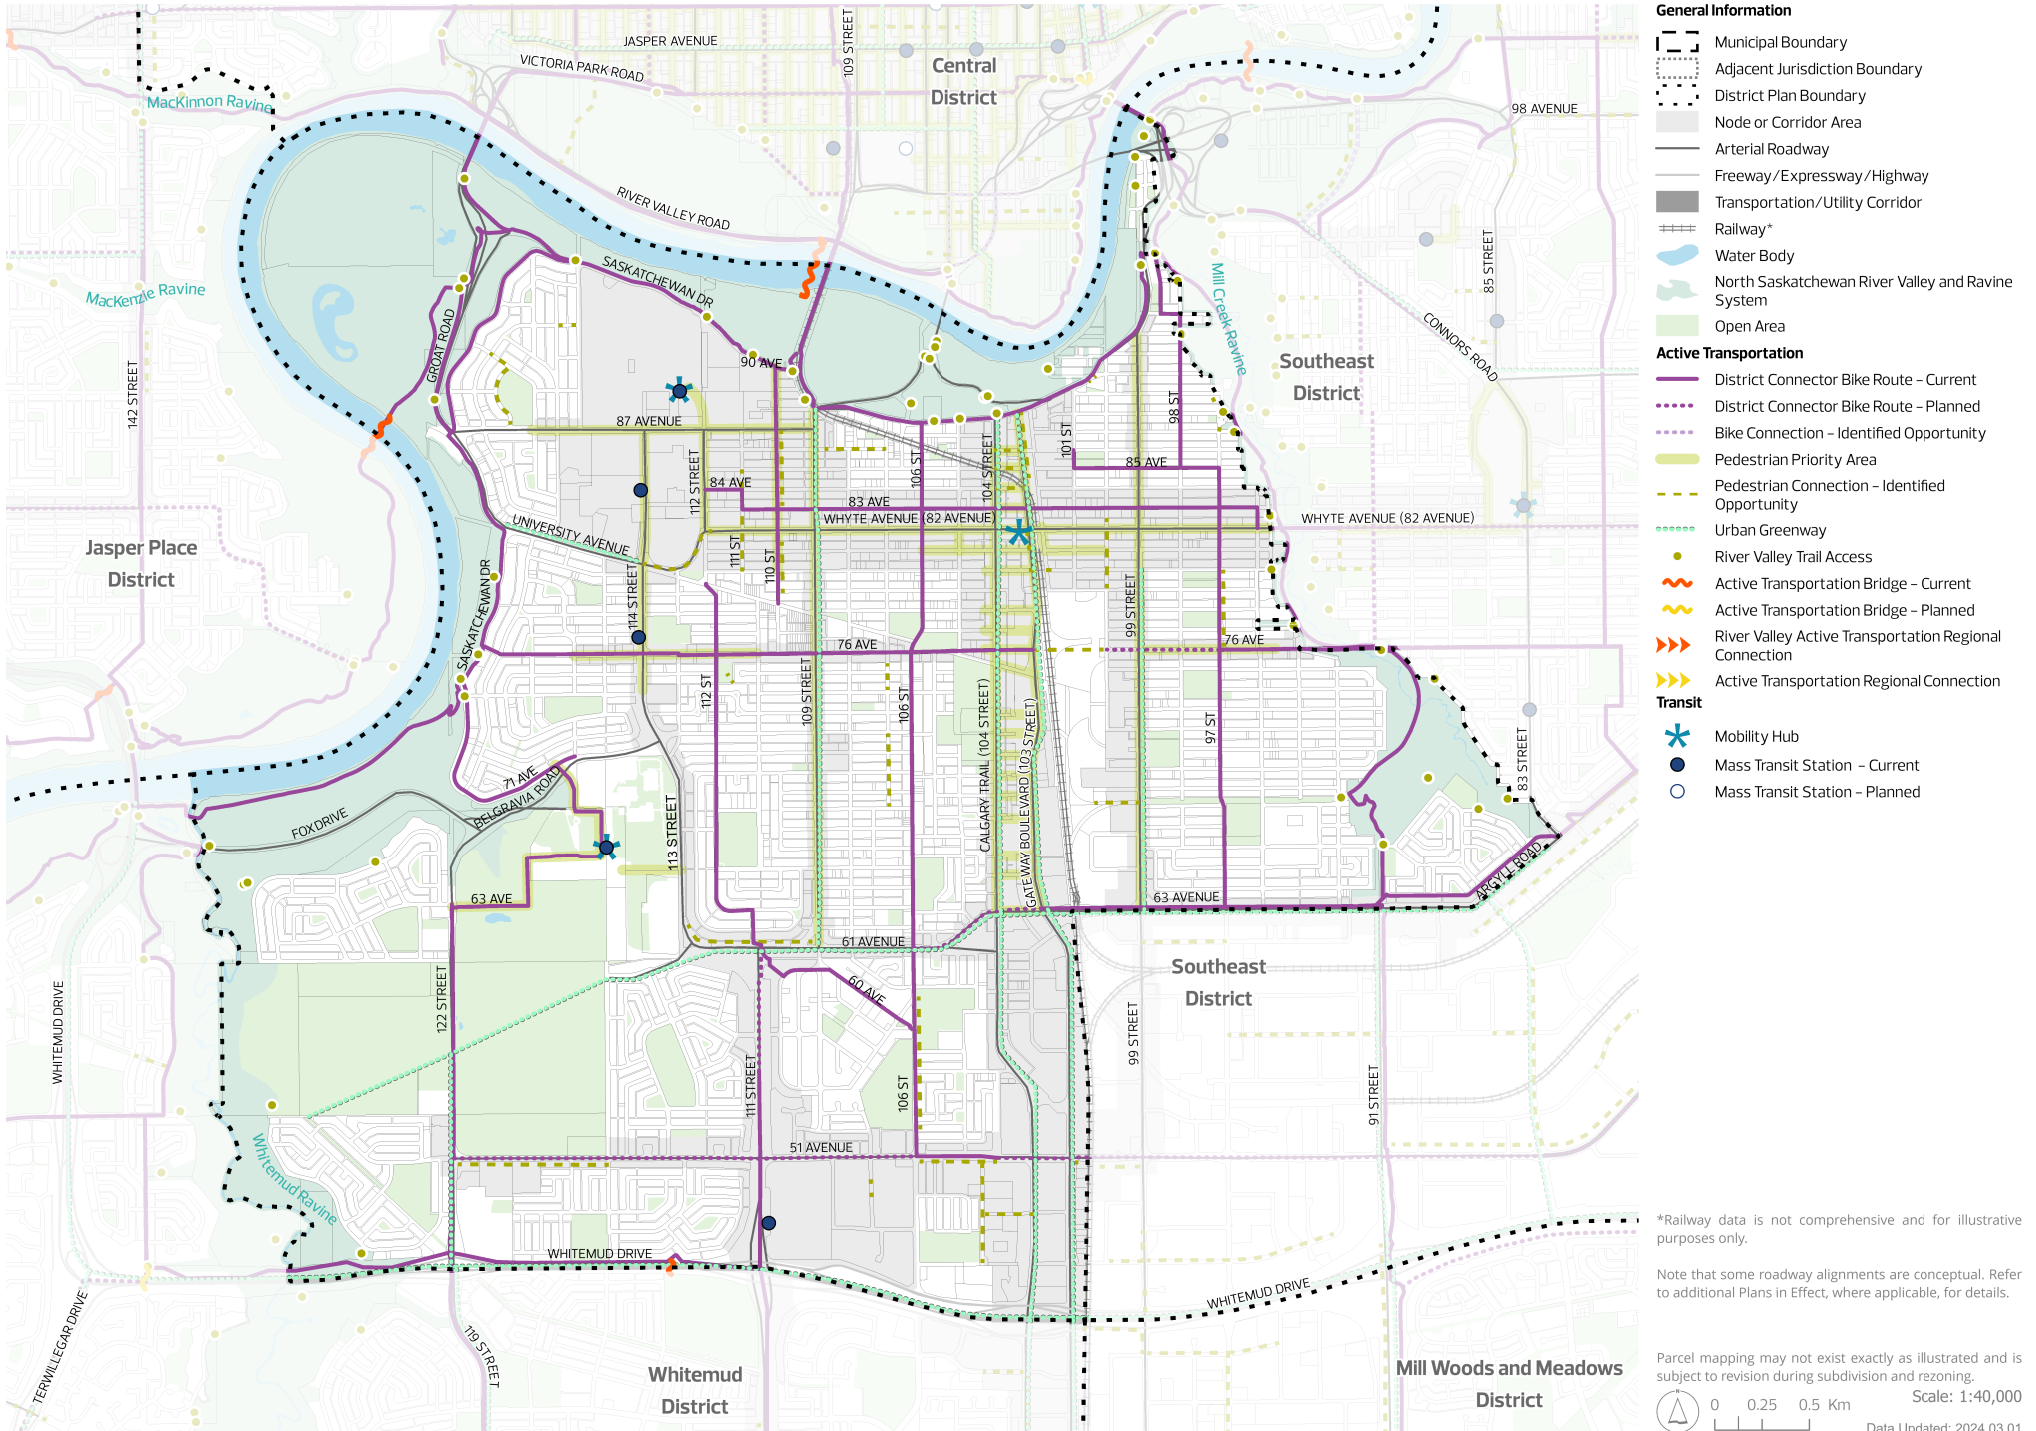 JASPER AVENUE
VICTORIA PARK ROAD
109 STREET
Central
District
MacKinnon Ravine
98 AVENUE
RIVER VALLEY ROAD
MacKenzie Ravine
SASKATCHEWAN DR
Mill Creek Ravine
85 STREET
CONNORS ROAD
142 STREET
GROAT ROAD
90 AVE
Southeast
District
87 AVENUE
98 ST
101 ST
112 STREET
84 AVE
106 ST
104 STREET
85 AVE
83 AVE
WHYTE AVENUE (82 AVENUE)
WHYTE AVENUE (82 AVENUE)
UNIVERSITY AVENUE
111 ST
110 ST
Jasper Place
District
114 STREET
99 STREET
SASKATCHEWAN DR
76 AVE
76 AVE
112 ST
109 STREET
106 ST
CALGARY TRAIL (104 STREET)
GATEWAY BOULEVARD (103 STREET)
97 ST
83 STREET
71 AVE
BELGRAVIA ROAD
FOX DRIVE
113 STREET
63 AVE
63 AVENUE
ARGYLL ROAD
61 AVENUE
60 AVE
Southeast
District
122 STREET
WHITEMUD DRIVE
99 STREET
111 STREET
106 ST
91 STREET
51 AVENUE
Whitemud Ravine
WHITEMUD DRIVE
WHITEMUD DRIVE
TERWILLEGAR DRIVE
119 STREET
Whitemud
District
Mill Woods and Meadows
District
General Information
Municipal Boundary
Adjacent Jurisdiction Boundary
District Plan Boundary
Node or Corridor Area
Arterial Roadway
Freeway/Expressway/Highway
Transportation/Utility Corridor
Railway*
Water Body
North Saskatchewan River Valley and Ravine
System
Open Area
Active Transportation
District Connector Bike Route – Current
District Connector Bike Route – Planned
Bike Connection – Identified Opportunity
Pedestrian Priority Area
Pedestrian Connection – Identified
Opportunity
Urban Greenway
River Valley Trail Access
Active Transportation Bridge – Current
Active Transportation Bridge – Planned
River Valley Active Transportation Regional
Connection
Active Transportation Regional Connection
Transit
Mobility Hub
Mass Transit Station – Current
Mass Transit Station – Planned
*Railway data is not comprehensive and for illustrative
purposes only.
Note that some roadway alignments are conceptual. Refer
to additional Plans in Effect, where applicable, for details.
Parcel mapping may not exist exactly as illustrated and is
subject to revision during subdivision and rezoning.
N
Scale: 1:40,000
0 0.25 0.5 Km
Data Updated: 2024.03.01